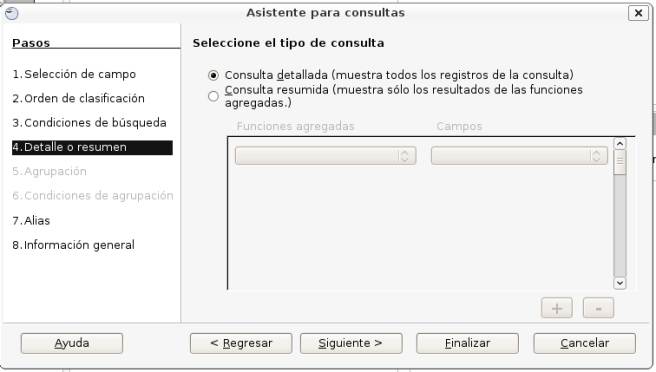 Asistente para consultas
Pasos
1.Selección de campo
2.Orden de clasificación
3.Condiciones de búsqueda
4.Detalle o resumen
5.Agrupación
6.Condiciones de agrupación
7.Alias
8.Información general
Seleccione el tipo de consulta
Consulta detallada (muestra todos los registros de la consulta)
Consulta resumida (muestra sólo los resultados de las funciones
agregadas.)
Funciones agregadas Campos
+ -
Ayuda < Regresar Siguiente > Finalizar Cancelar